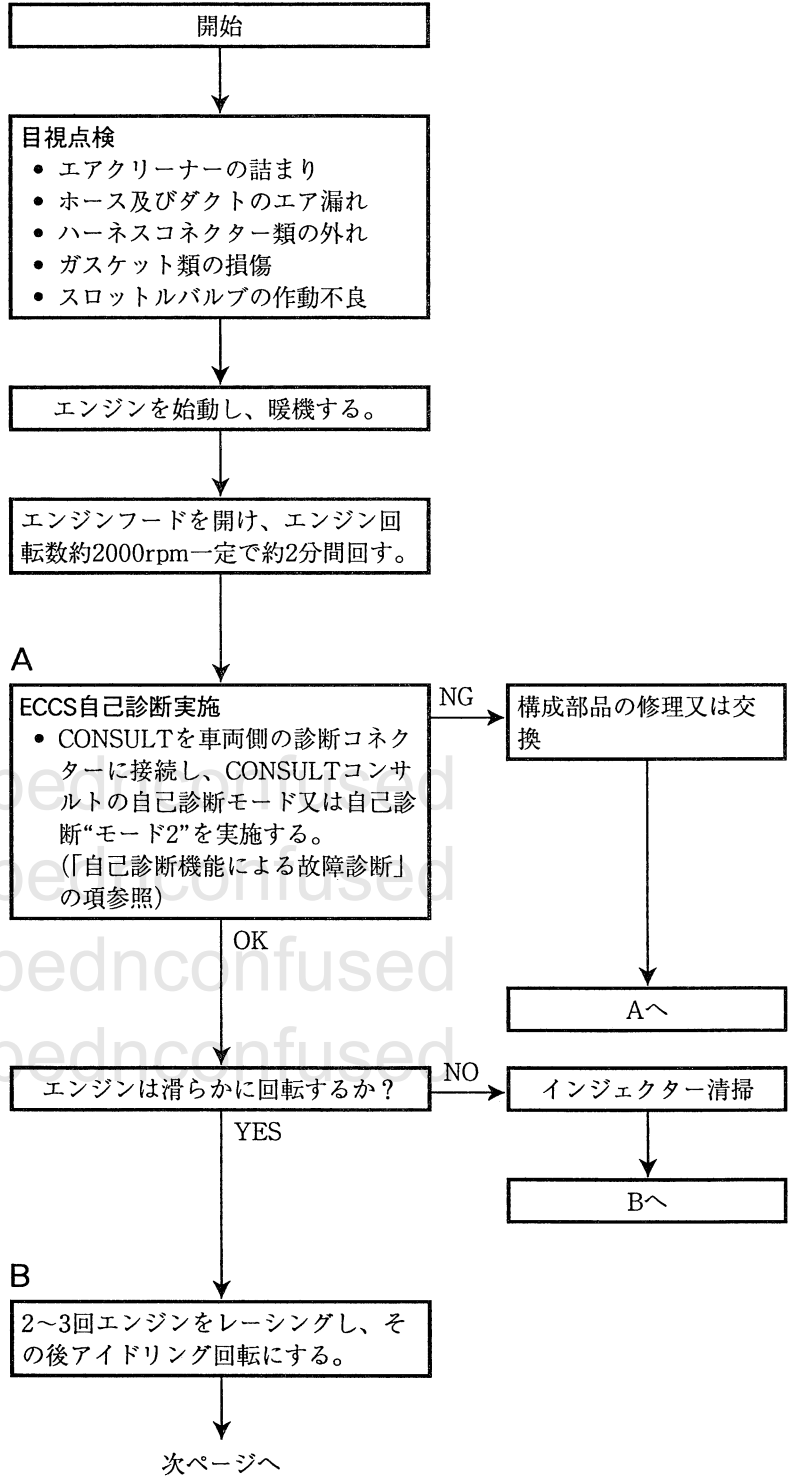 開始
目視点検
• エアクリーナーの詰まり
• ホース及びダクトのエア漏れ
• ハーネスコネクター類の外れ
• ガスケット類の損傷
• スロットルバルブの作動不良
エンジンを始動し、暖機する。
エンジンフードを開け、エンジン回
転数約2000rpm一定で約2分間回す。
A
ECCS自己診断実施
• CONSULTを車両側の診断コネク
ターに接続し、CONSULTコンサ
ルトの自己診断モード又は自己診
断“モード2”を実施する。
(「自己診断機能による故障診断」
の項参照)
NG
構成部品の修理又は交
換
Aへ
OK
エンジンは滑らかに回転するか？
NO
インジェクター清掃
Bへ
YES
B
2～3回エンジンをレーシングし、そ
の後アイドリング回転にする。
次ページへ
pednconfused
pednconfused
pednconfused
pednconfused